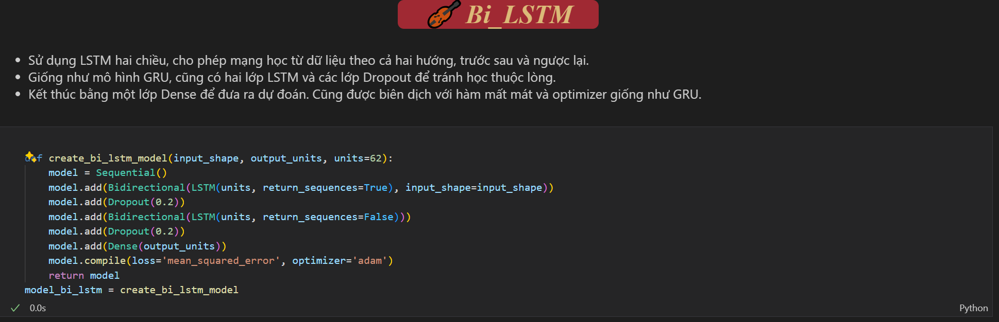 Bi_LSTM
Sử dụng LSTM hai chiều, cho phép mạng học từ dữ liệu theo cả hai hướng, trước sau và ngược lại.
Giống như mô hình GRU, cũng có hai lớp LSTM và các lớp Dropout để tránh học thuộc lòng.
Kết thúc bằng một lớp Dense để đưa ra dự đoán. Cũng được biên dịch với hàm mất mát và optimizer giống như GRU.
def create_bi_lstm_model(input_shape, output_units, units=62):
    model = Sequential()
    model.add(Bidirectional(LSTM(units, return_sequences=True), input_shape=input_shape))
    model.add(Dropout(0.2))
    model.add(Bidirectional(LSTM(units, return_sequences=False)))
    model.add(Dropout(0.2))
    model.add(Dense(output_units))
    model.compile(loss='mean_squared_error', optimizer='adam')
    return model
model_bi_lstm = create_bi_lstm_model
0.0s
Python